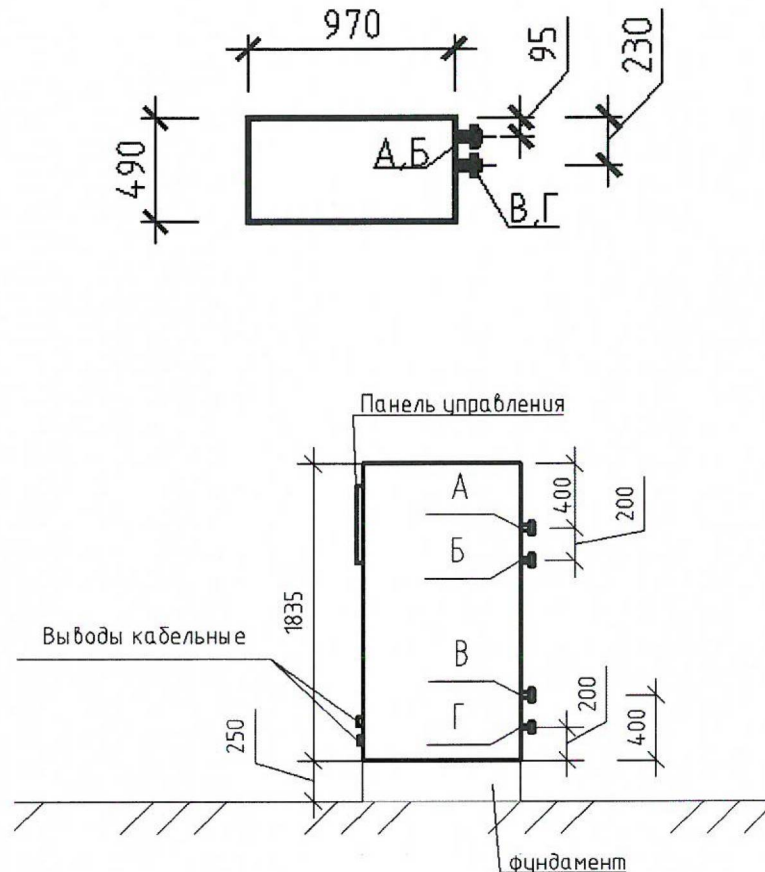 970
95
230
490
А,Б
В,Г
Панель управления
А
400
200
Б
1835
Выводы кабельные
В
Г
200
400
250
фундамент